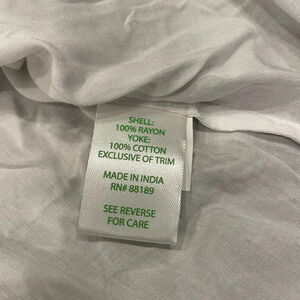 SHELL:
100% RAYON
YOKE:
100% COTTON
EXCLUSIVE OF TRIM
MADE IN INDIA
RN# 88189
SEE REVERSE
FOR CARE